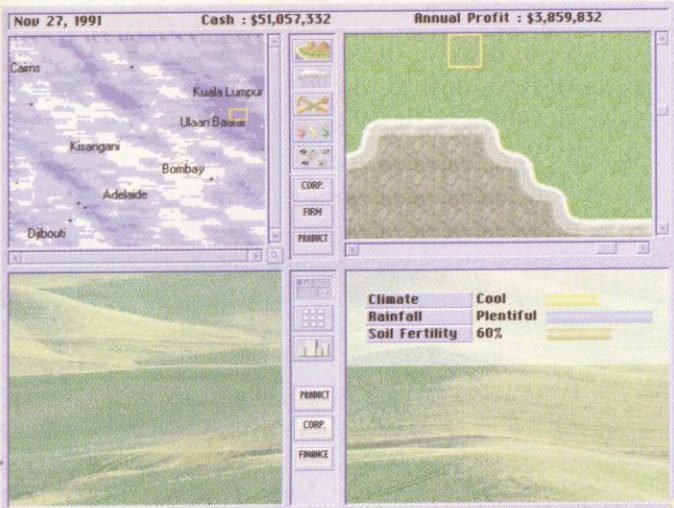 Nov 27, 1991 Cash : $51,057,332 Annual Profit : $3,859,832
Cairns
Kuala Lumpur
Ulaan Baatar
Kisangani
Bombay
Adelaide
Djibouti
$ $ $
CORP.
FIRM
PRODUCT
Climate Cool
Rainfall Plentiful
Soil Fertility 60%
PRODUCT
CORP.
FINANCE